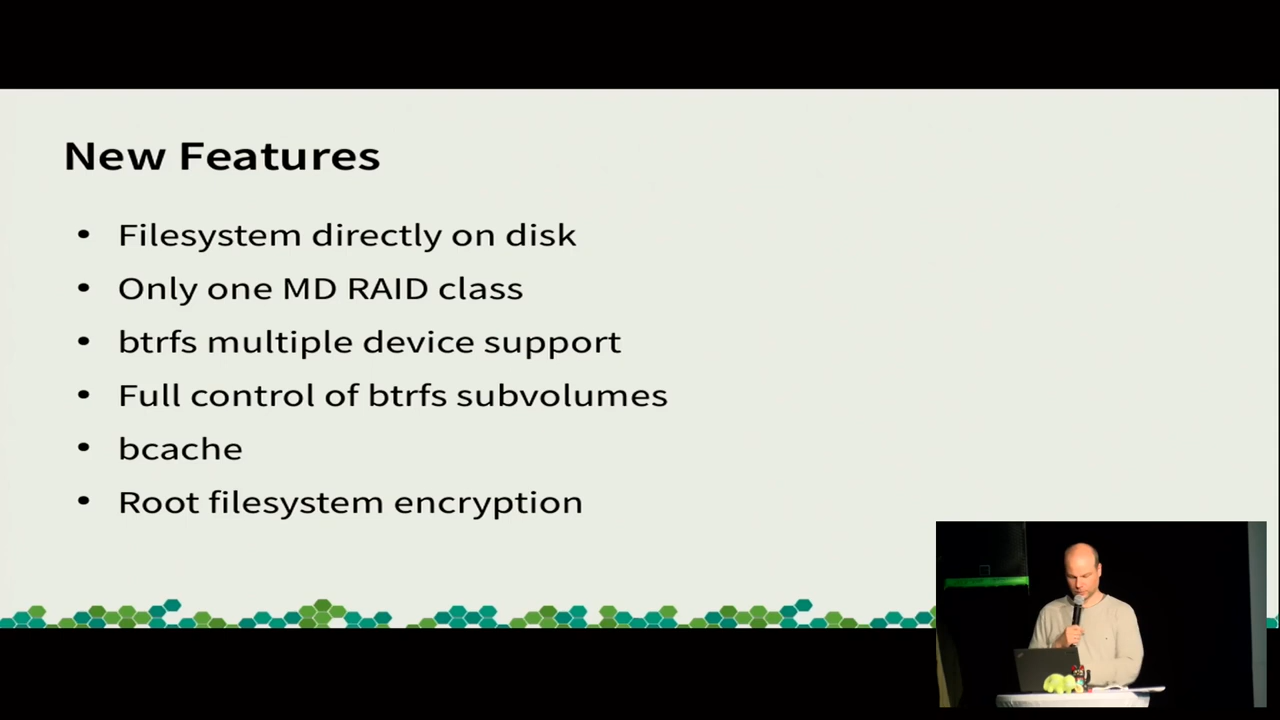 New Features
• Filesystem directly on disk
• Only one MD RAID class
• btrfs multiple device support
• Full control of btrfs subvolumes
• bcache
• Root filesystem encryption